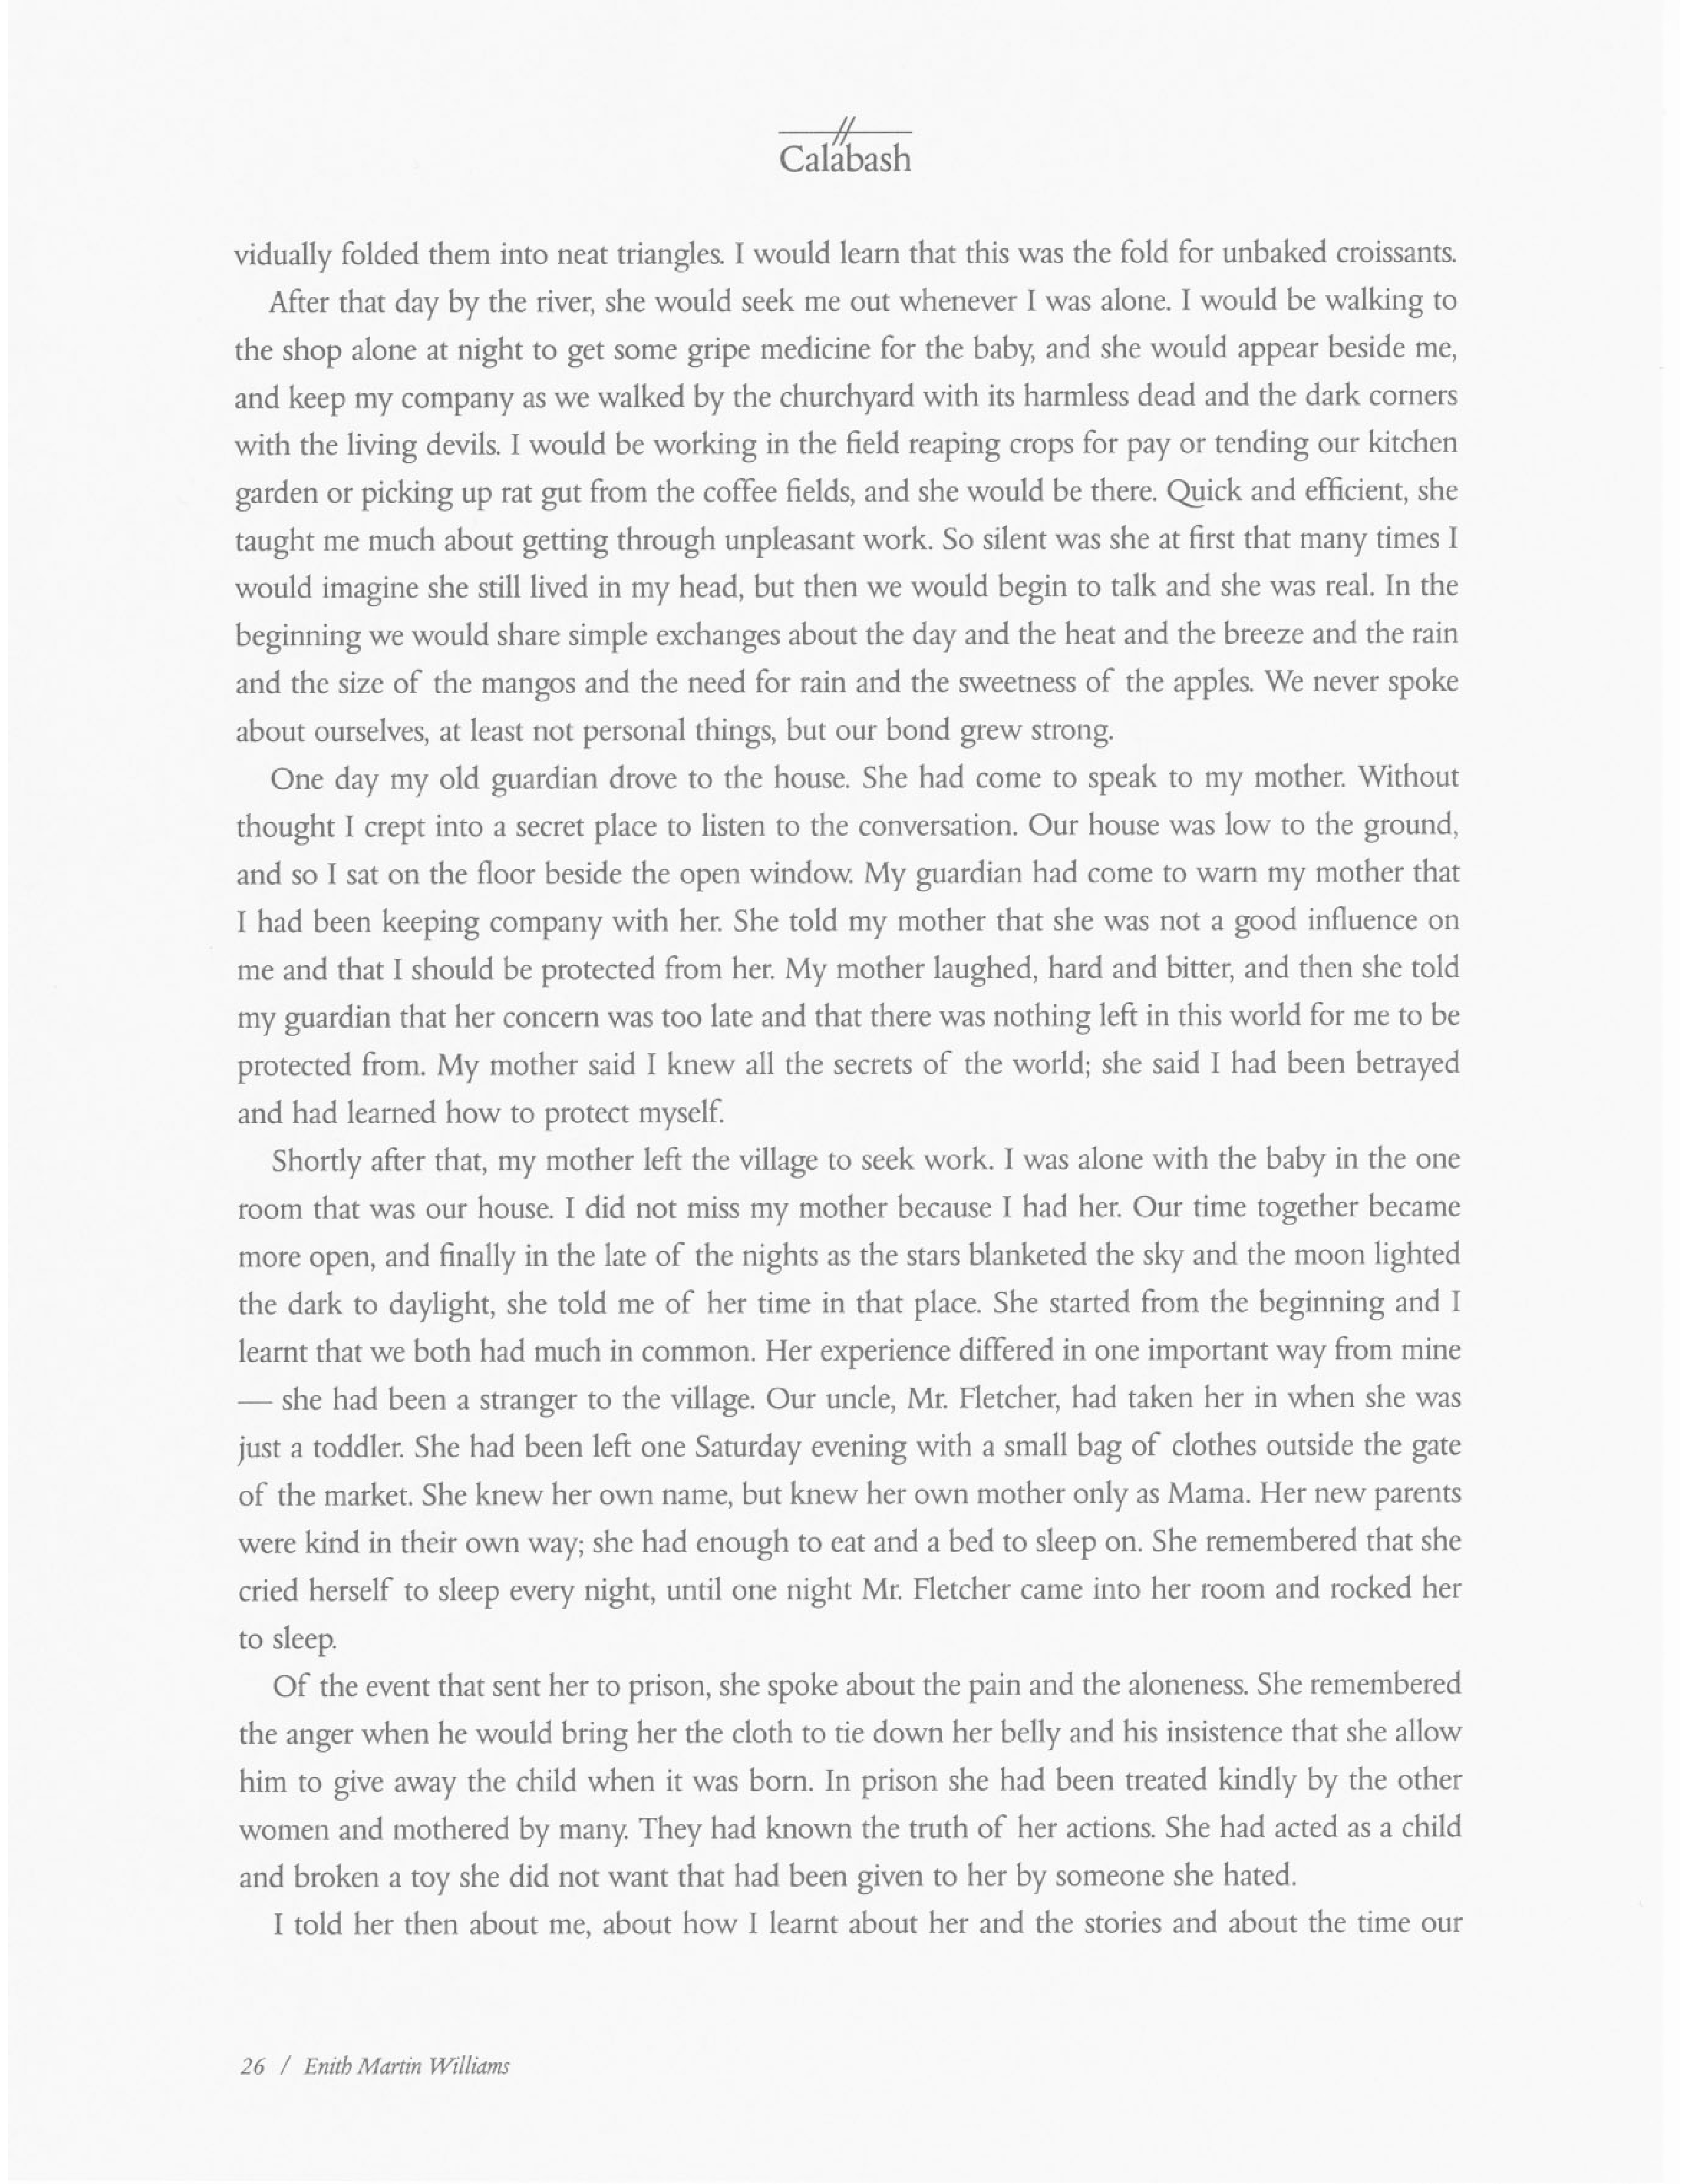 Calabash
vidually folded them into neat triangles. I would learn that this was the fold for unbaked croissants.
After that day by the river, she would seek me out whenever I was alone. I would be walking to
the shop alone at night to get some gripe medicine for the baby, and she would appear beside me,
and keep my company as we walked by the churchyard with its harmless dead and the dark corners
with the living devils. I would be working in the field reaping crops for pay or tending our kitchen
garden or picking up rat gut from the coffee fields, and she would be there. Quick and efficient, she
taught me much about getting through unpleasant work. So silent was she at first that many times I
would imagine she still lived in my head, but then we would begin to talk and she was real. In the
beginning we would share simple exchanges about the day and the heat and the breeze and the rain
and the size of the mangos and the need for rain and the sweetness of the apples. We never spoke
about ourselves, at least not personal things, but our bond grew strong.
One day my old guardian drove to the house. She had come to speak to my mother. Without
thought I crept into a secret place to listen to the conversation. Our house was low to the ground,
and so I sat on the floor beside the open window. My guardian had come to warn my mother that
I had been keeping company with her. She told my mother that she was not a good influence on
me and that I should be protected from her. My mother laughed, hard and bitter, and then she told
my guardian that her concern was too late and that there was nothing left in this world for me to be
protected from. My mother said I knew all the secrets of the world; she said I had been betrayed
and had learned how to protect myself.
Shortly after that, my mother left the village to seek work. I was alone with the baby in the one
room that was our house. I did not miss my mother because I had her. Our time together became
more open, and finally in the late of the nights as the stars blanketed the sky and the moon lighted
the dark to daylight, she told me of her time in that place. She started from the beginning and I
learnt that we both had much in common. Her experience differed in one important way from mine
— she had been a stranger to the village. Our uncle, Mr. Fletcher, had taken her in when she was
just a toddler. She had been left one Saturday evening with a small bag of clothes outside the gate
of the market. She knew her own name, but knew her own mother only as Mama. Her new parents
were kind in their own way; she had enough to eat and a bed to sleep on. She remembered that she
cried herself to sleep every night, until one night Mr. Fletcher came into her room and rocked her
to sleep.
Of the event that sent her to prison, she spoke about the pain and the aloneness. She remembered
the anger when he would bring her the cloth to tie down her belly and his insistence that she allow
him to give away the child when it was born. In prison she had been treated kindly by the other
women and mothered by many. They had known the truth of her actions. She had acted as a child
and broken a toy she did not want that had been given to her by someone she hated.
I told her then about me, about how I learnt about her and the stories and about the time our
26 / Enith Martin Williams